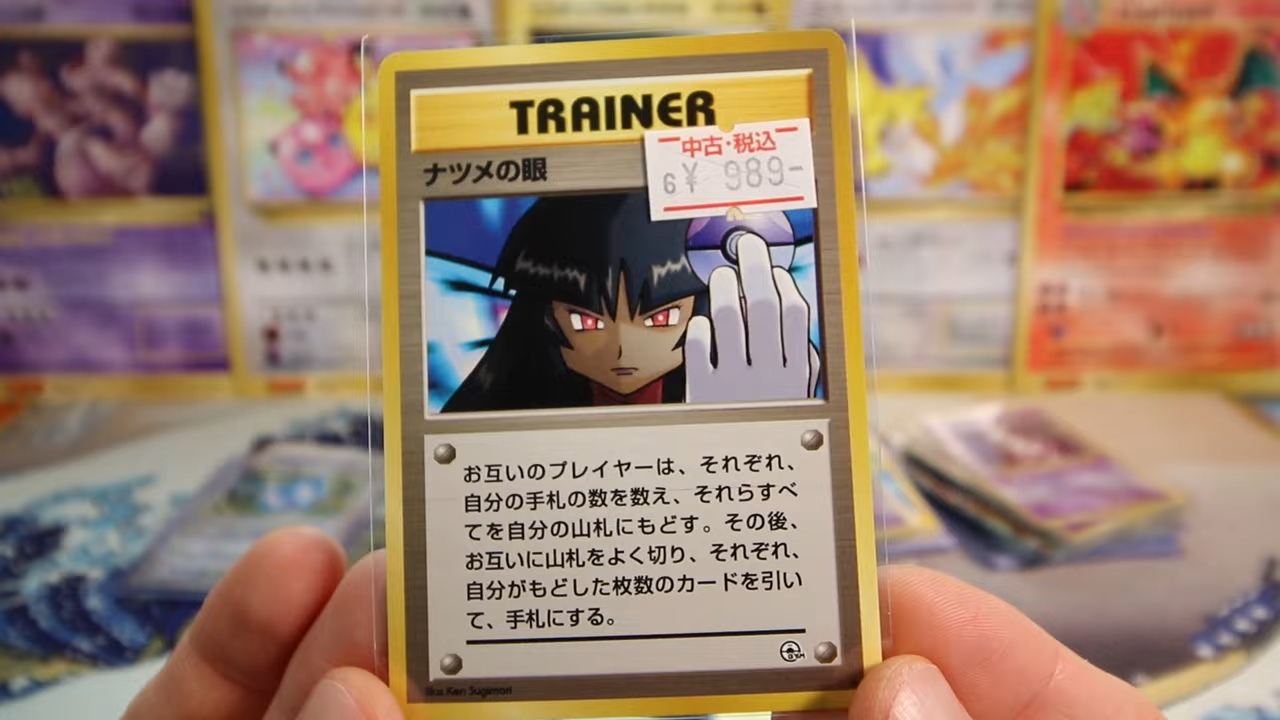 TRAINER
中古・税込
6¥ 989-
ナツメの眼
お互いのプレイヤーは、それぞれ、
自分の手札の数を数え、それらすべ
てを自分の山札にもどす。その後、
お互いに山札をよく切り、それぞれ、
自分がもどした枚数のカードを引い
て、手札にする。
GYM
Illus. Ken Sugimori